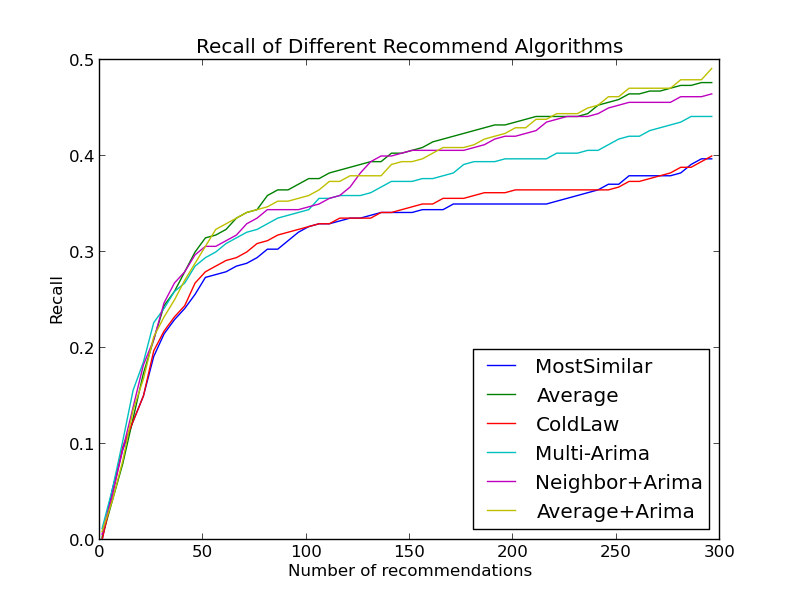 Recall of Different Recommend Algorithms
0.5
0.4
0.3
0.2
0.1
0.0
Recall
MostSimilar
Average
ColdLaw
Multi-Arima
Neighbor+Arima
Average+Arima
0 50 100 150 200 250 300
Number of recommendations